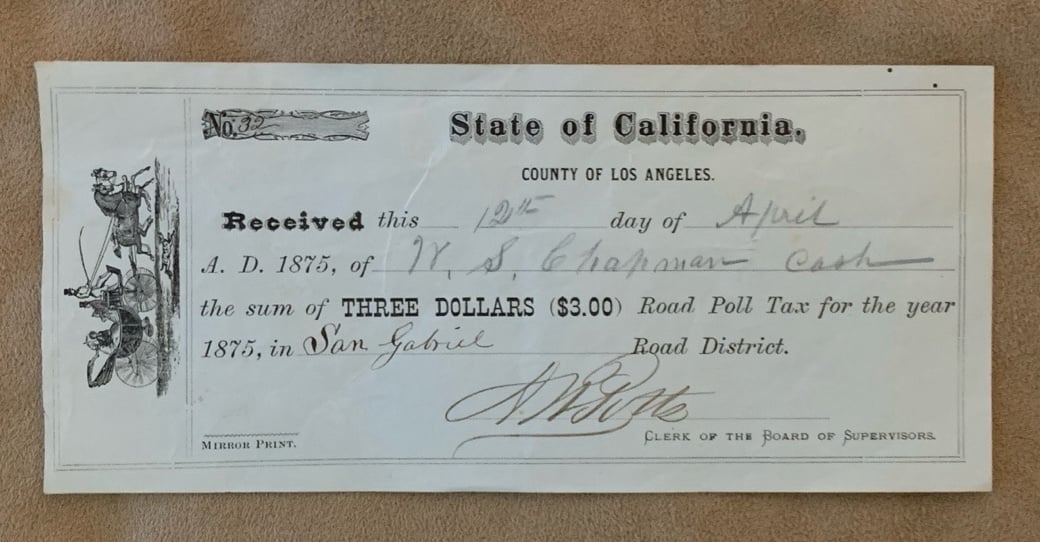 No. 32
State of California.
COUNTY OF LOS ANGELES.
Received this 12th day of April
A. D. 1875, of W. S. Chapman Cash
the sum of THREE DOLLARS ($3.00) Road Poll Tax for the year
1875, in San Gabriel Road District.
A W Potts
MIRROR PRINT. CLERK OF THE BOARD OF SUPERVISORS.